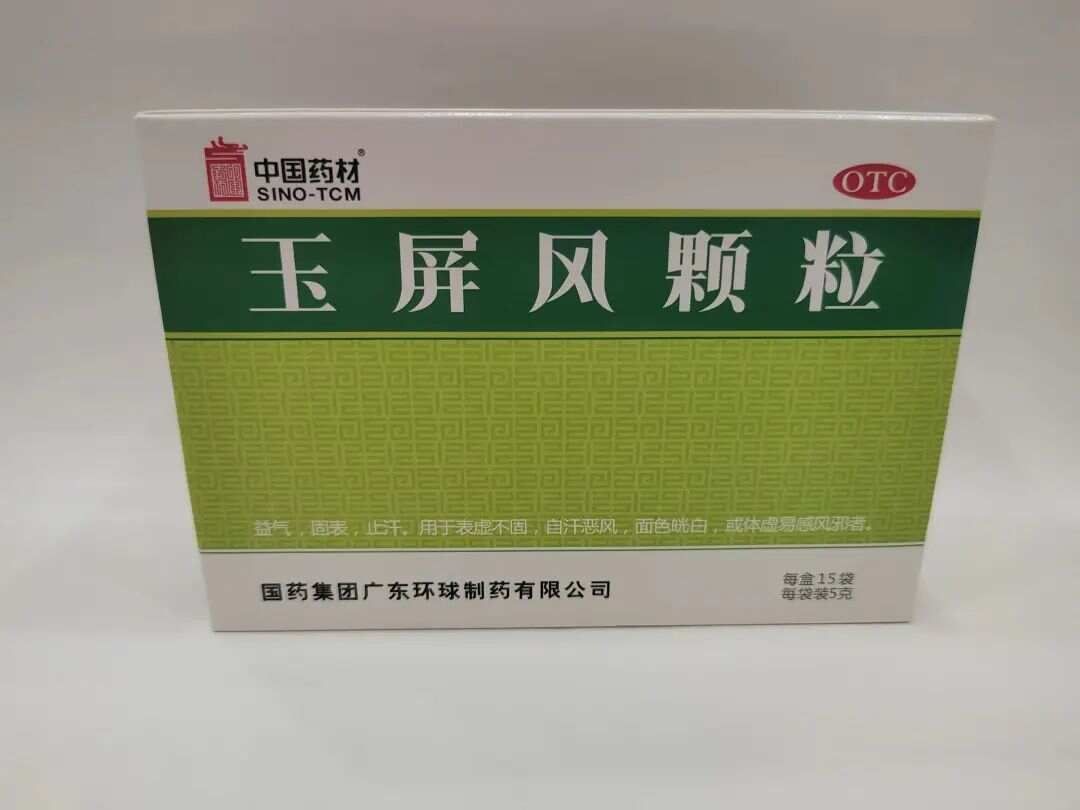 中国药材®
SINO-TCM
OTC
玉屏风颗粒
益气，固表，止汗。用于表虚不固，自汗恶风，面色㿠白，或体虚易感风邪者。
国药集团广东环球制药有限公司
每盒15袋
每袋装5克